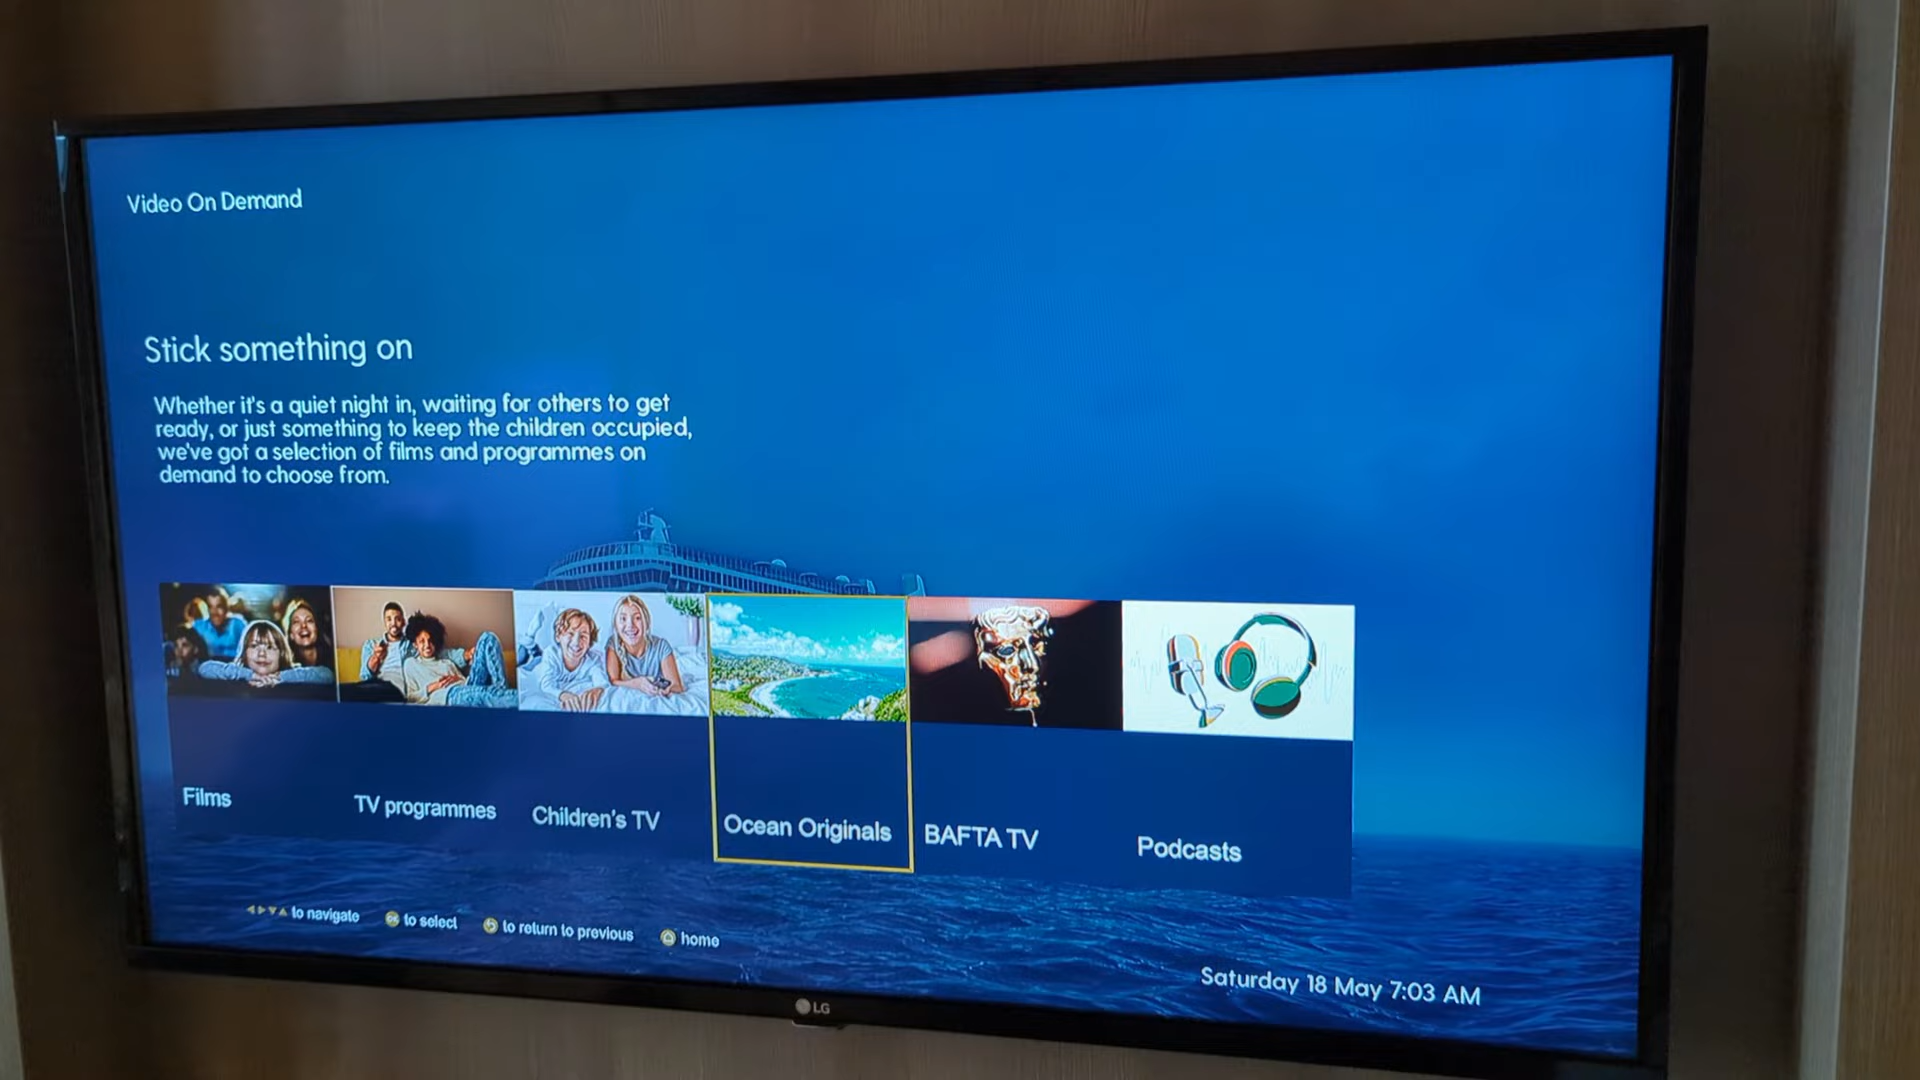 Video On Demand
Stick something on
Whether it's a quiet night in, waiting for others to get
ready, or just something to keep the children occupied,
we've got a selection of films and programmes on
demand to choose from.
Films
TV programmes
Children's TV
Ocean Originals
BAFTA TV
Podcasts
to navigate
OK to select
to return to previous
home
Saturday 18 May 7:03 AM
LG